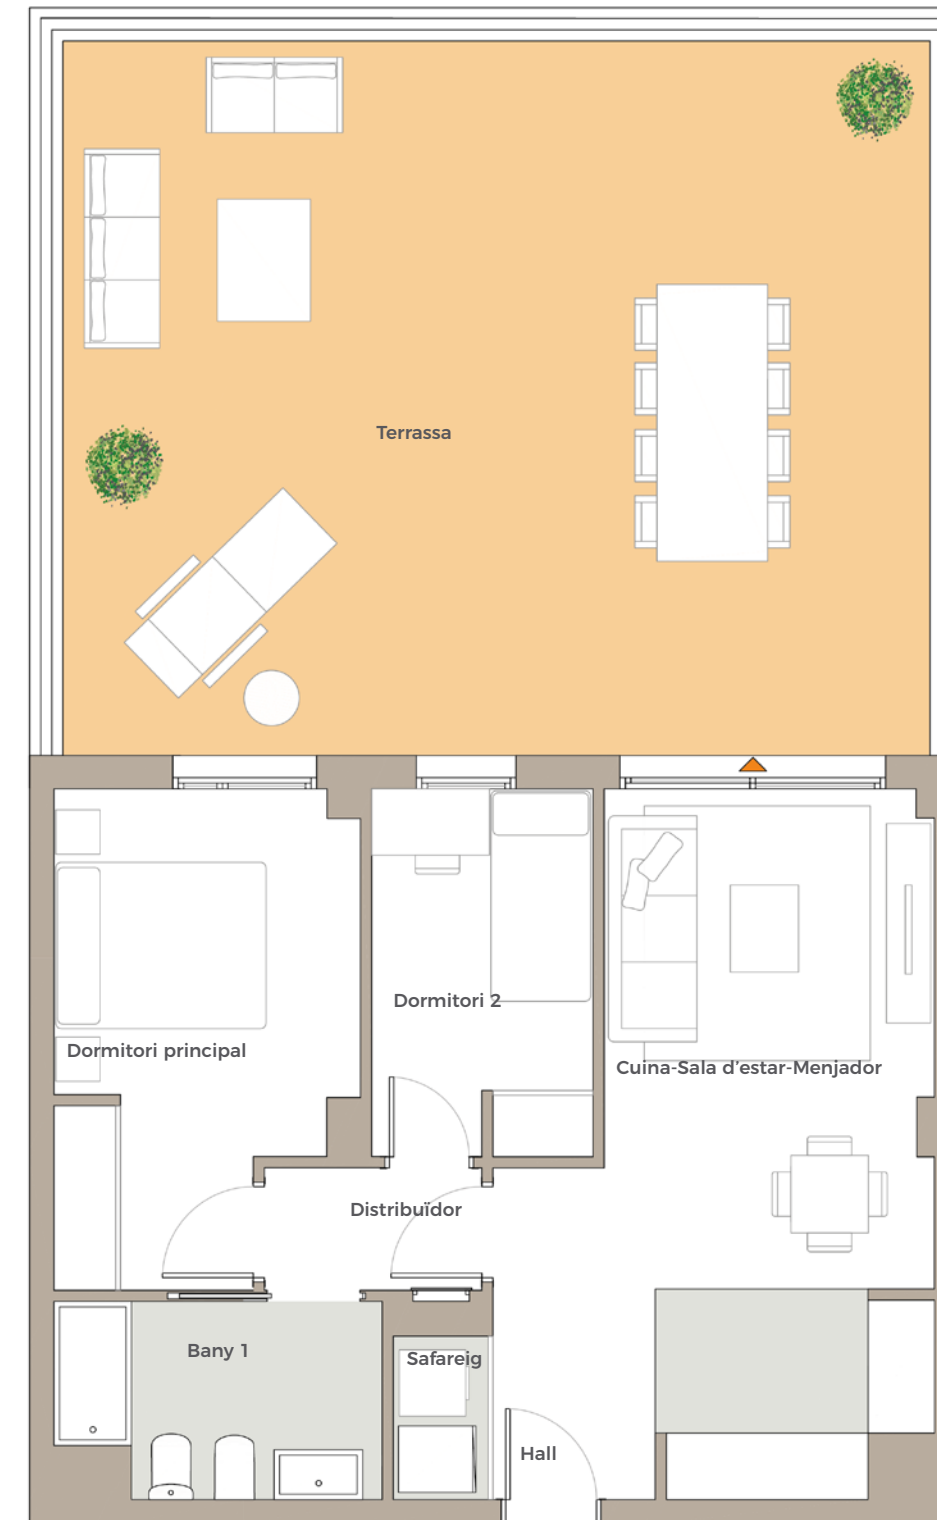 Terrassa
Dormitori 2
Dormitori principal
Cuina-Sala d'estar-Menjador
Distribuïdor
Bany 1
Safareig
Hall